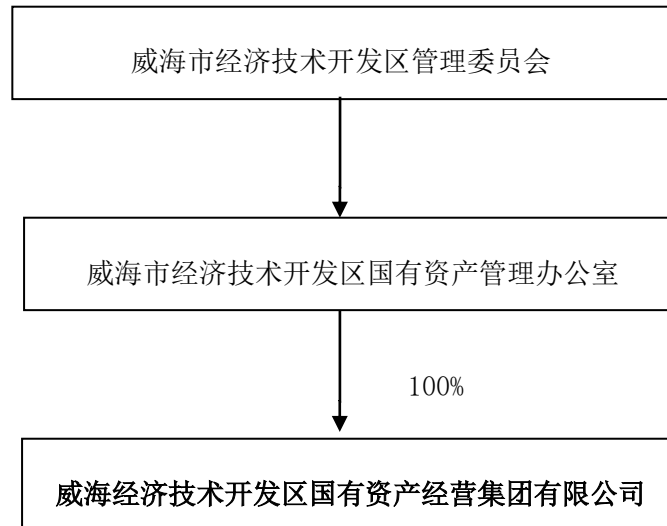 威海市经济技术开发区管理委员会
威海市经济技术开发区国有资产管理办公室
100%
威海经济技术开发区国有资产经营集团有限公司